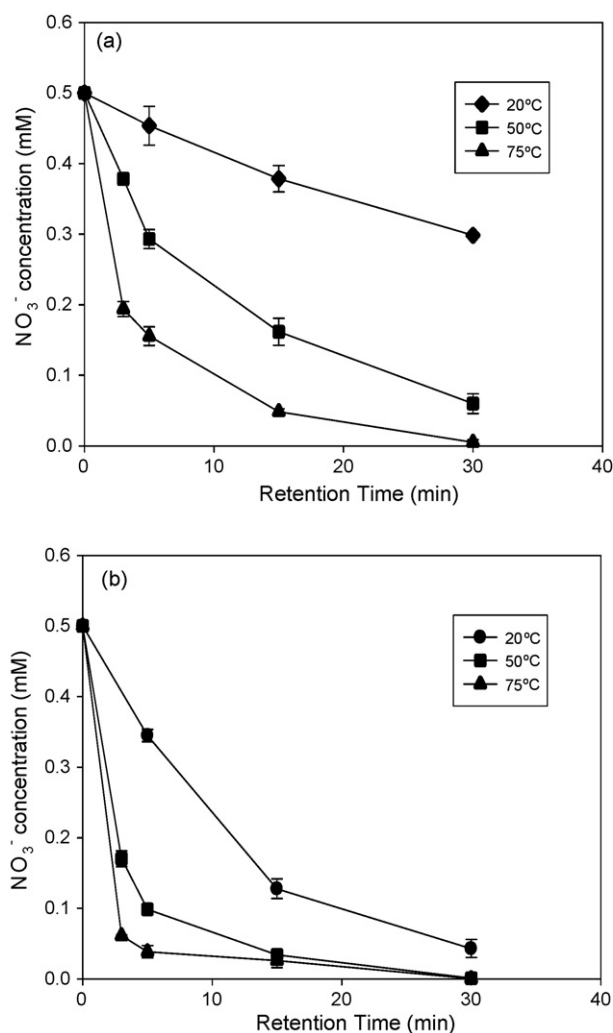 (a)
20ºC
50ºC
75ºC
0.6
0.5
0.4
0.3
0.2
0.1
0.0
NO₃⁻ concentration (mM)
0 10 20 30 40
Retention Time (min)
(b)
20ºC
50ºC
75ºC
0.6
0.5
0.4
0.3
0.2
0.1
0.0
NO₃⁻ concentration (mM)
0 10 20 30 40
Retention Time (min)